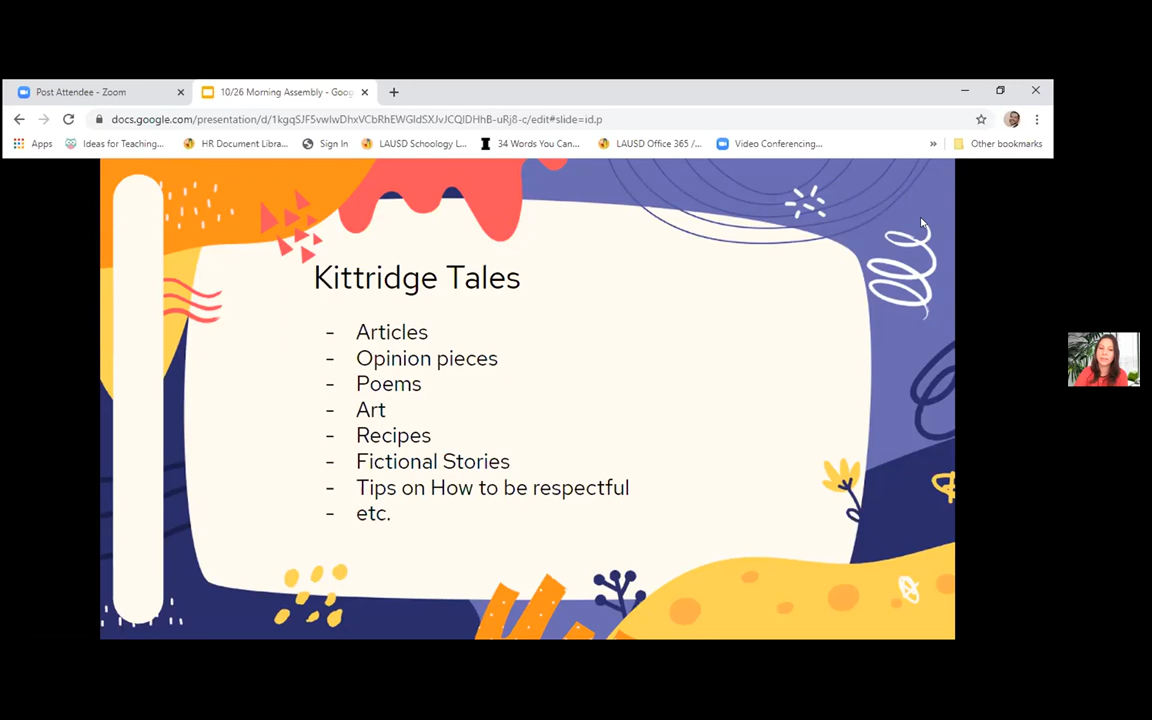 Post Attendee - Zoom
10/26 Morning Assembly - Goog
docs.google.com/presentation/d/1kgqSJF5vwIwDhxVCbRhEWGIdSXJvJCQIDHhB-uRj8-c/edit#slide=id.p
Apps
Ideas for Teaching...
HR Document Libra...
Sign In
LAUSD Schoology L...
34 Words You Can...
LAUSD Office 365 /...
Video Conferencing...
Other bookmarks
Kittridge Tales
- Articles
- Opinion pieces
- Poems
- Art
- Recipes
- Fictional Stories
- Tips on How to be respectful
- etc.